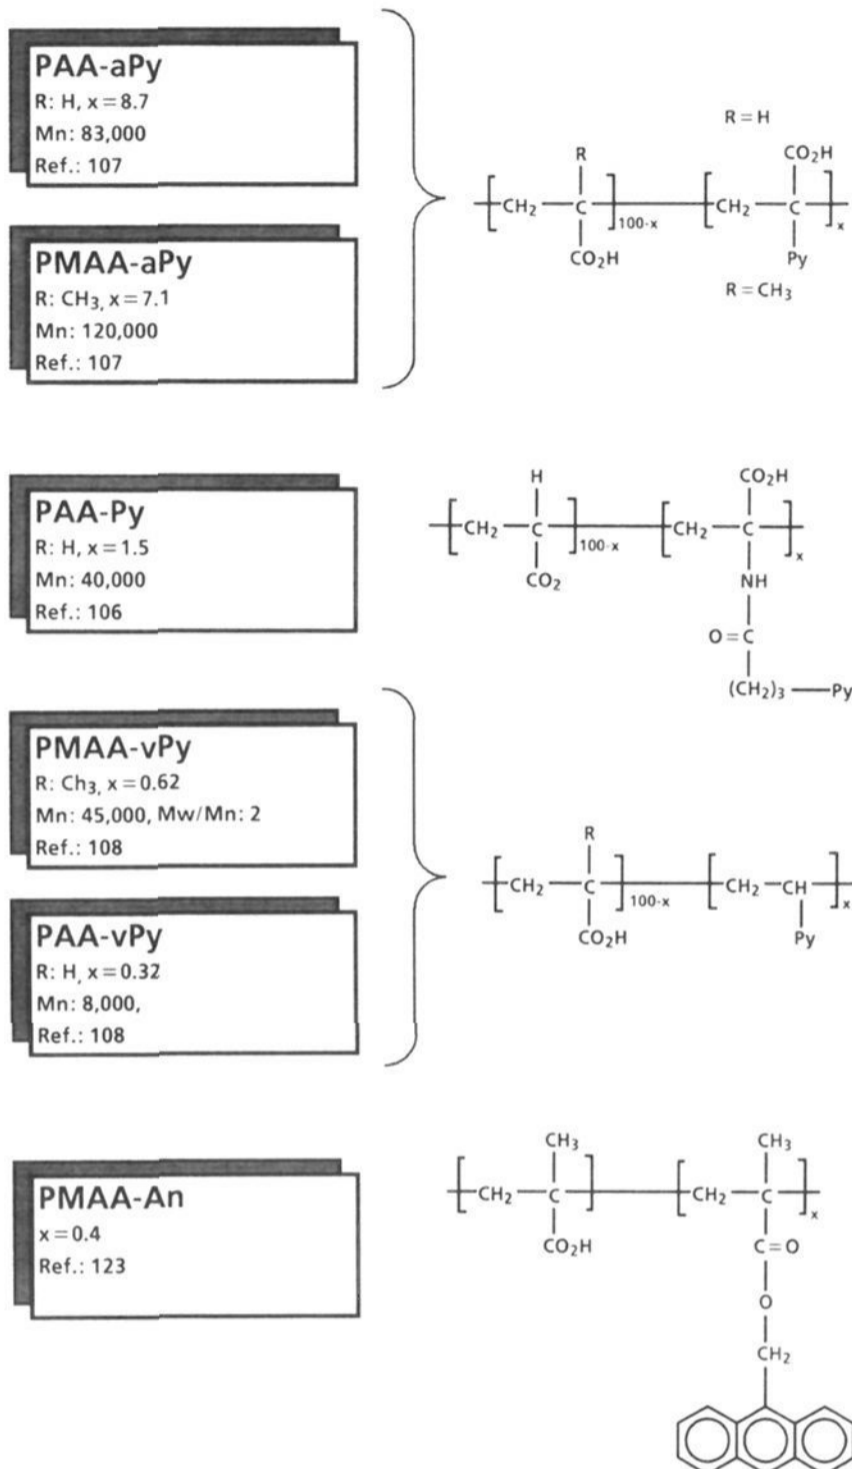 PAA-aPy
R: H, x = 8.7
Mn: 83,000
Ref.: 107
PMAA-aPy
R: CH3, x = 7.1
Mn: 120,000
Ref.: 107
R = H
R
CO2H
[CH2 — C]100-x [CH2 — C]x
CO2H
Py
R = CH3
PAA-Py
R: H, x = 1.5
Mn: 40,000
Ref.: 106
H
CO2H
[CH2 — C]100-x [CH2 — C]x
CO2
NH
O = C
(CH2)3 — Py
PMAA-vPy
R: Ch3, x = 0.62
Mn: 45,000, Mw/Mn: 2
Ref.: 108
PAA-vPy
R: H, x = 0.32
Mn: 8,000,
Ref.: 108
R
[CH2 — C]100-x [CH2 — CH]x
CO2H
Py
PMAA-An
x = 0.4
Ref.: 123
CH3
CH3
[CH2 — C] [CH2 — C]x
CO2H
C=O
O
CH2